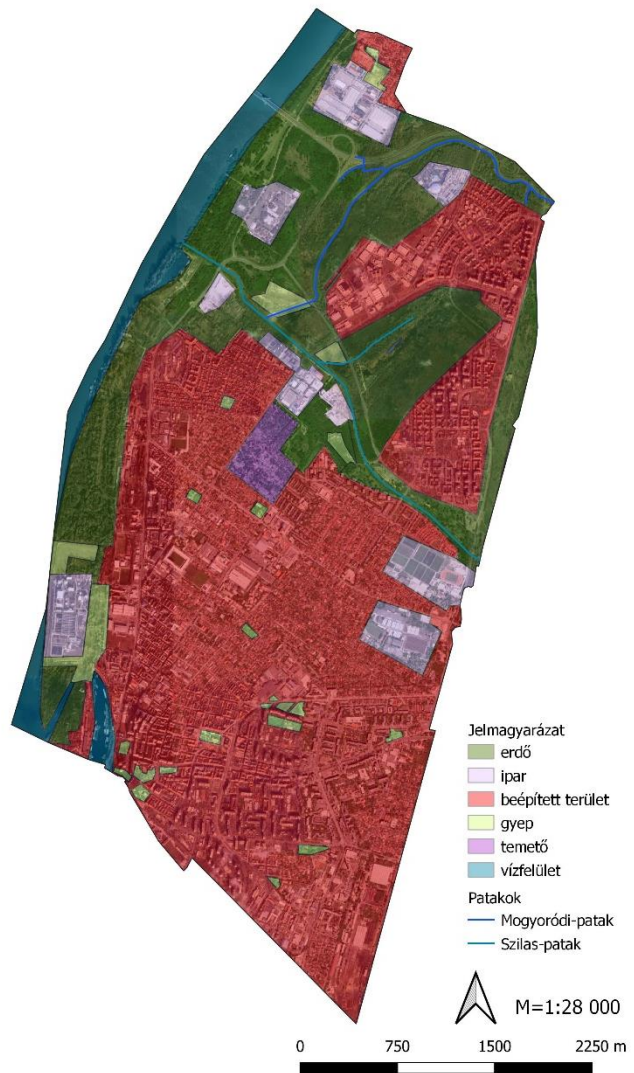 Jelmagyarázat
erdő
ipar
beépített terület
gyep
temető
vízfelület
Patakok
Mogyoródi-patak
Szilas-patak
M=1:28 000
0 750 1500 2250 m